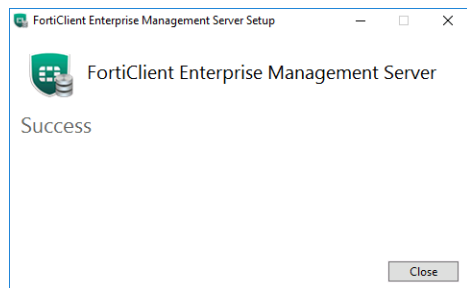 FortiClient Enterprise Management Server Setup
FortiClient Enterprise Management Server
Success
Close